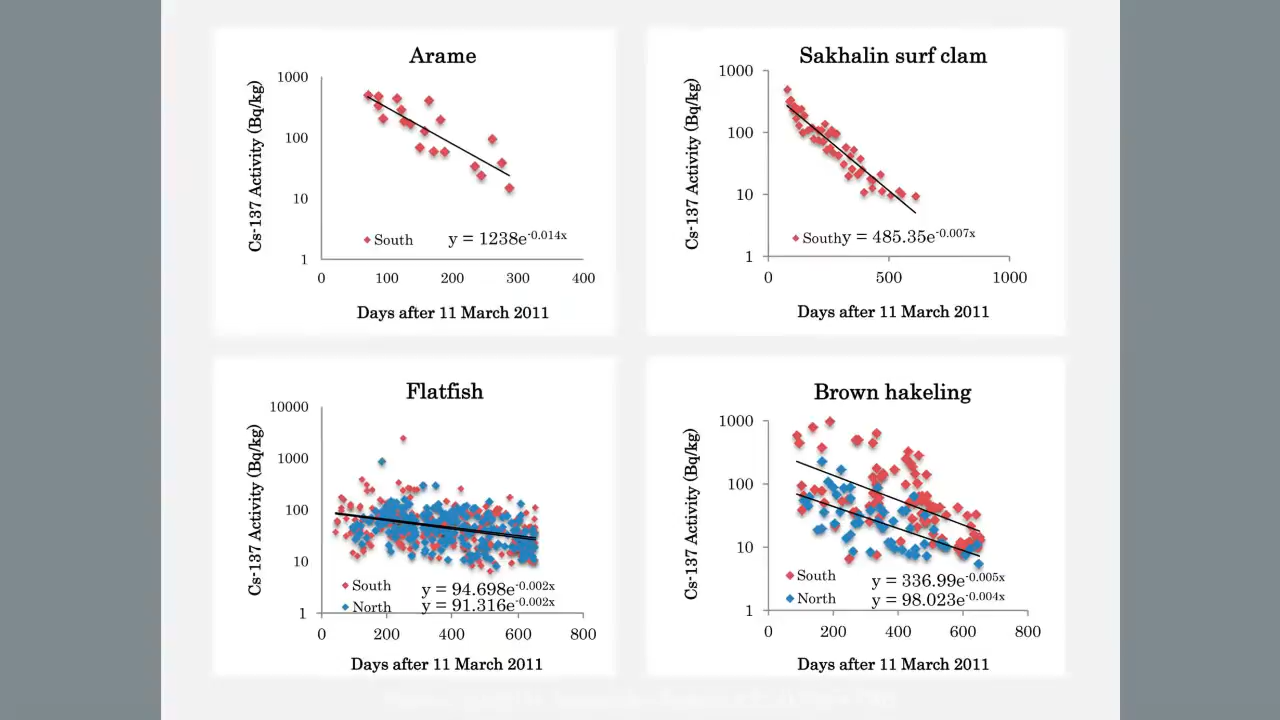 Arame
Cs-137 Activity (Bq/kg)
1000
100
10
1
South
y = 1238e-0.014x
0 100 200 300 400
Days after 11 March 2011
Sakhalin surf clam
Cs-137 Activity (Bq/kg)
1000
100
10
1
South y = 485.35e-0.007x
0 500 1000
Days after 11 March 2011
Flatfish
Cs-137 Activity (Bq/kg)
10000
1000
100
10
1
South
y = 94.698e-0.002x
North
y = 91.316e-0.002x
0 200 400 600 800
Days after 11 March 2011
Brown hakeling
Cs-137 Activity (Bq/kg)
1000
100
10
1
South
y = 336.99e-0.005x
North
y = 98.023e-0.004x
0 200 400 600 800
Days after 11 March 2011